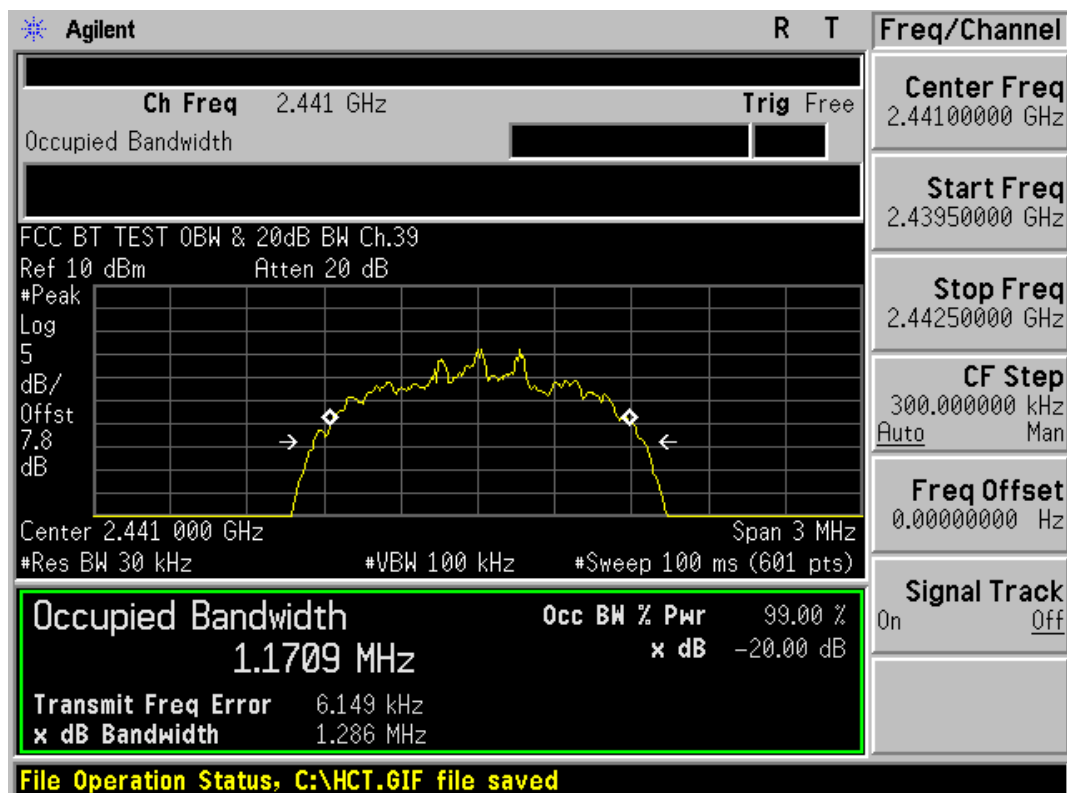 Agilent R T
Ch Freq 2.441 GHz Trig Free
Occupied Bandwidth
FCC BT TEST OBW & 20dB BW Ch.39
Ref 10 dBm Atten 20 dB
#Peak
Log
5
dB/
Offst
7.8
dB
Center 2.441 000 GHz Span 3 MHz
#Res BW 30 kHz #VBW 100 kHz #Sweep 100 ms (601 pts)
Occupied Bandwidth Occ BW % Pwr 99.00 %
1.1709 MHz x dB -20.00 dB
Transmit Freq Error 6.149 kHz
x dB Bandwidth 1.286 MHz
File Operation Status, C:\HCT.GIF file saved
Freq/Channel
Center Freq
2.44100000 GHz
Start Freq
2.43950000 GHz
Stop Freq
2.44250000 GHz
CF Step
300.000000 kHz
Auto Man
Freq Offset
0.00000000 Hz
Signal Track
On Off